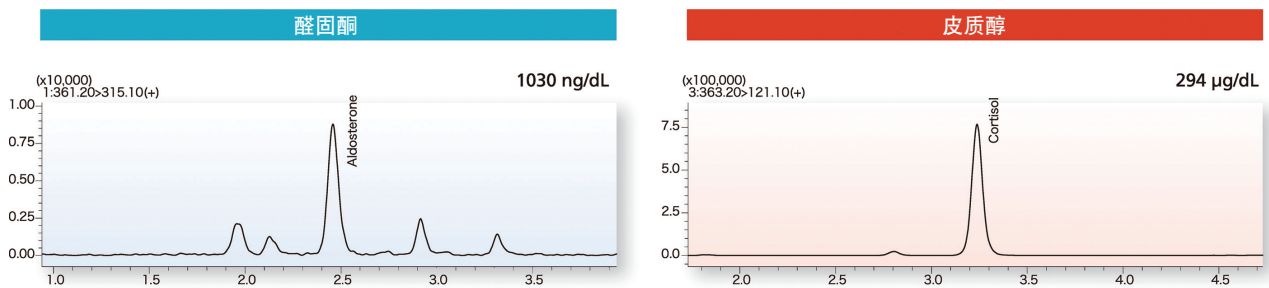 醛固酮
(x10,000)
1:361.20>315.10(+)
1030 ng/dL
Aldosterone
1.00
0.75
0.50
0.25
0.00
1.0 1.5 2.0 2.5 3.0 3.5
皮质醇
(x100,000)
3:363.20>121.10(+)
294 µg/dL
Cortisol
7.5
5.0
2.5
0.0
2.0 2.5 3.0 3.5 4.0 4.5